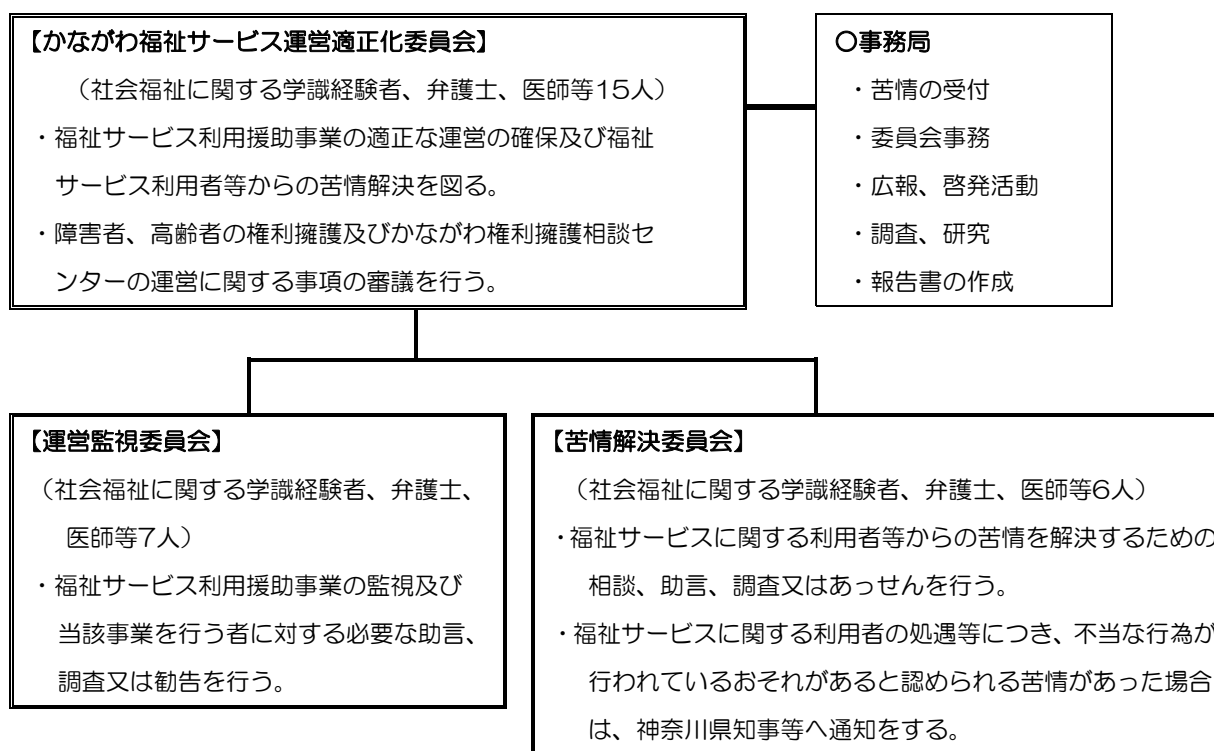 【かながわ福祉サービス運営適正化委員会】
（社会福祉に関する学識経験者、弁護士、医師等15人）
・福祉サービス利用援助事業の適正な運営の確保及び福祉
サービス利用者等からの苦情解決を図る。
・障害者、高齢者の権利擁護及びかながわ権利擁護相談セ
ンターの運営に関する事項の審議を行う。
○事務局
・苦情の受付
・委員会事務
・広報、啓発活動
・調査、研究
・報告書の作成
【運営監視委員会】
（社会福祉に関する学識経験者、弁護士、
医師等7人）
・福祉サービス利用援助事業の監視及び
当該事業を行う者に対する必要な助言、
調査又は勧告を行う。
【苦情解決委員会】
（社会福祉に関する学識経験者、弁護士、医師等6人）
・福祉サービスに関する利用者等からの苦情を解決するための
相談、助言、調査又はあっせんを行う。
・福祉サービスに関する利用者の処遇等につき、不当な行為が
行われているおそれがあると認められる苦情があった場合
は、神奈川県知事等へ通知をする。